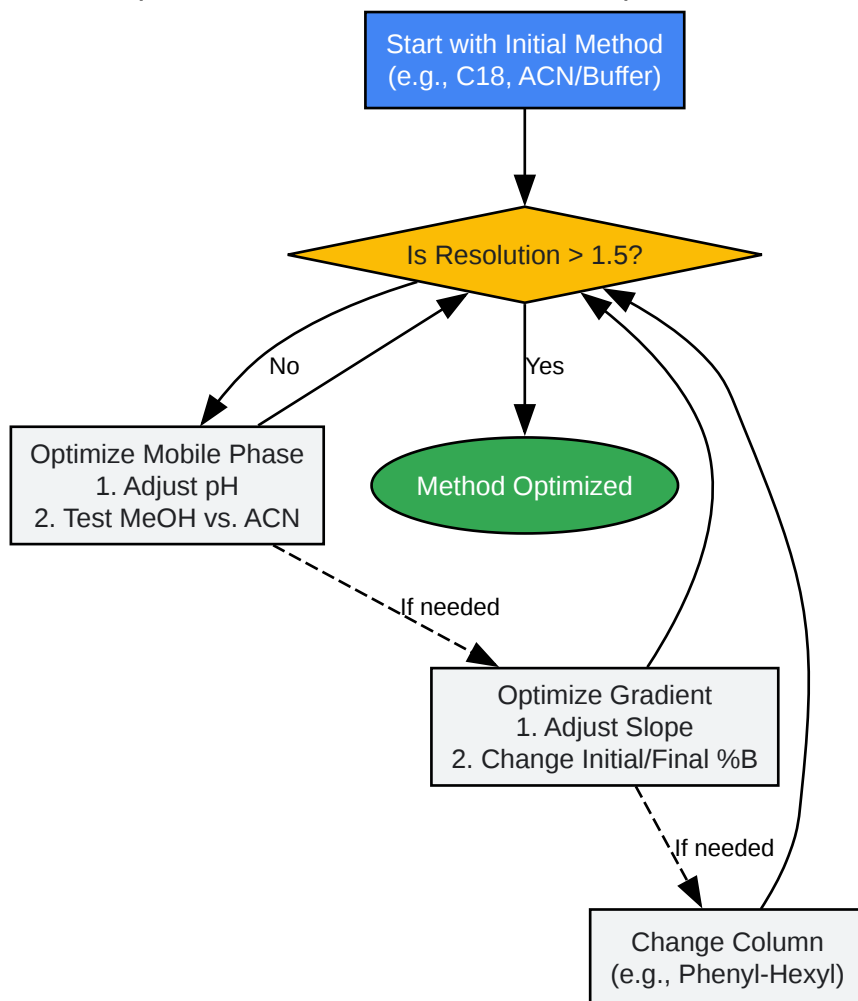 Start with Initial Method
(e.g., C18, ACN/Buffer)
Is Resolution > 1.5?
No
Yes
Optimize Mobile Phase
1. Adjust pH
2. Test MeOH vs. ACN
Method Optimized
If needed
Optimize Gradient
1. Adjust Slope
2. Change Initial/Final %B
If needed
Change Column
(e.g., Phenyl-Hexyl)